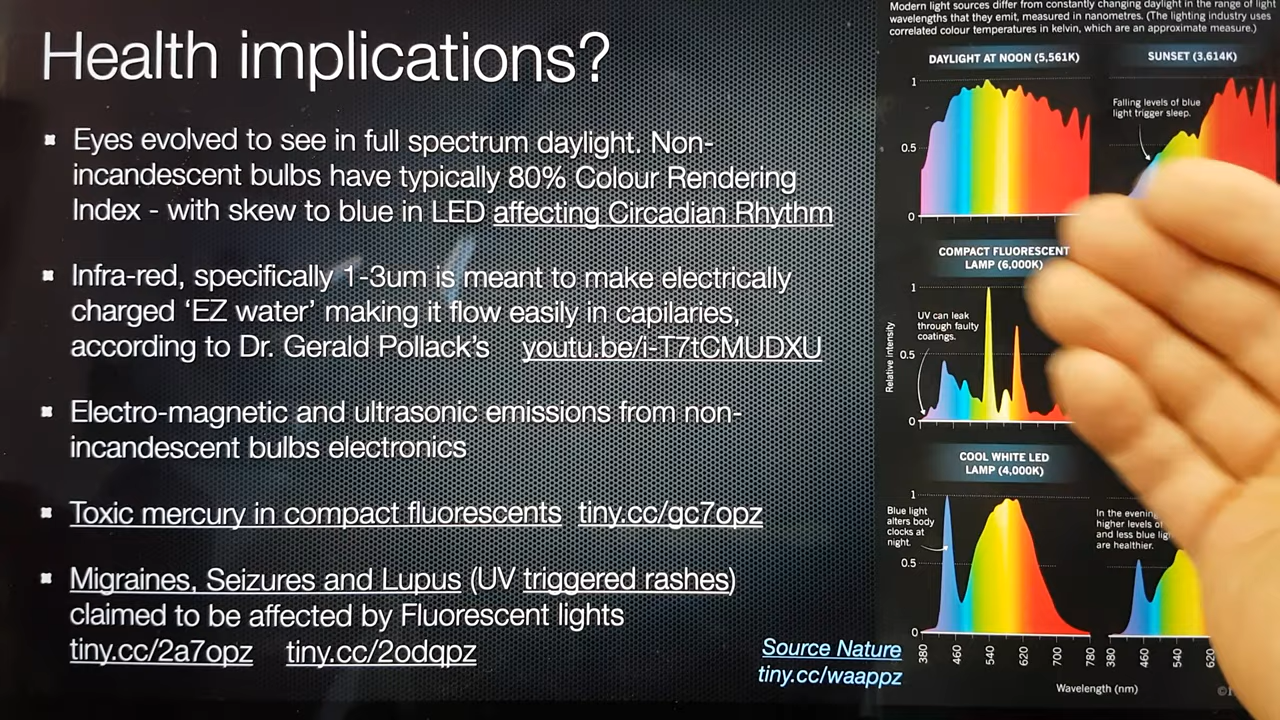 Health implications?
Eyes evolved to see in full spectrum daylight. Non-
incandescent bulbs have typically 80% Colour Rendering
Index - with skew to blue in LED affecting Circadian Rhythm
Infra-red, specifically 1-3um is meant to make electrically
charged ‘EZ water’ making it flow easily in capilaries,
according to Dr. Gerald Pollack’s youtu.be/i-T7tCMUDXU
Electro-magnetic and ultrasonic emissions from non-
incandescent bulbs electronics
Toxic mercury in compact fluorescents tiny.cc/gc7opz
Migraines, Seizures and Lupus (UV triggered rashes)
claimed to be affected by Fluorescent lights
tiny.cc/2a7opz tiny.cc/2odqpz
Source Nature
tiny.cc/waappz
Modern light sources differ from constantly changing daylight in the range of light
wavelengths that they emit, measured in nanometres. (The lighting industry uses
correlated colour temperatures in kelvin, which are an approximate measure.)
DAYLIGHT AT NOON (5,561K)
1
0.5
0
SUNSET (3,614K)
Falling levels of blue
light trigger sleep.
COMPACT FLUORESCENT
LAMP (6,000K)
1
0.5
0
UV can leak
through faulty
coatings.
Relative intensity
COOL WHITE LED
LAMP (4,000K)
1
0.5
0
Blue light
alters body
clocks at
night.
In the evening
higher levels of
and less blue
are healthier.
380 460 540 620 700 780 380 460 540 620
Wavelength (nm)
©